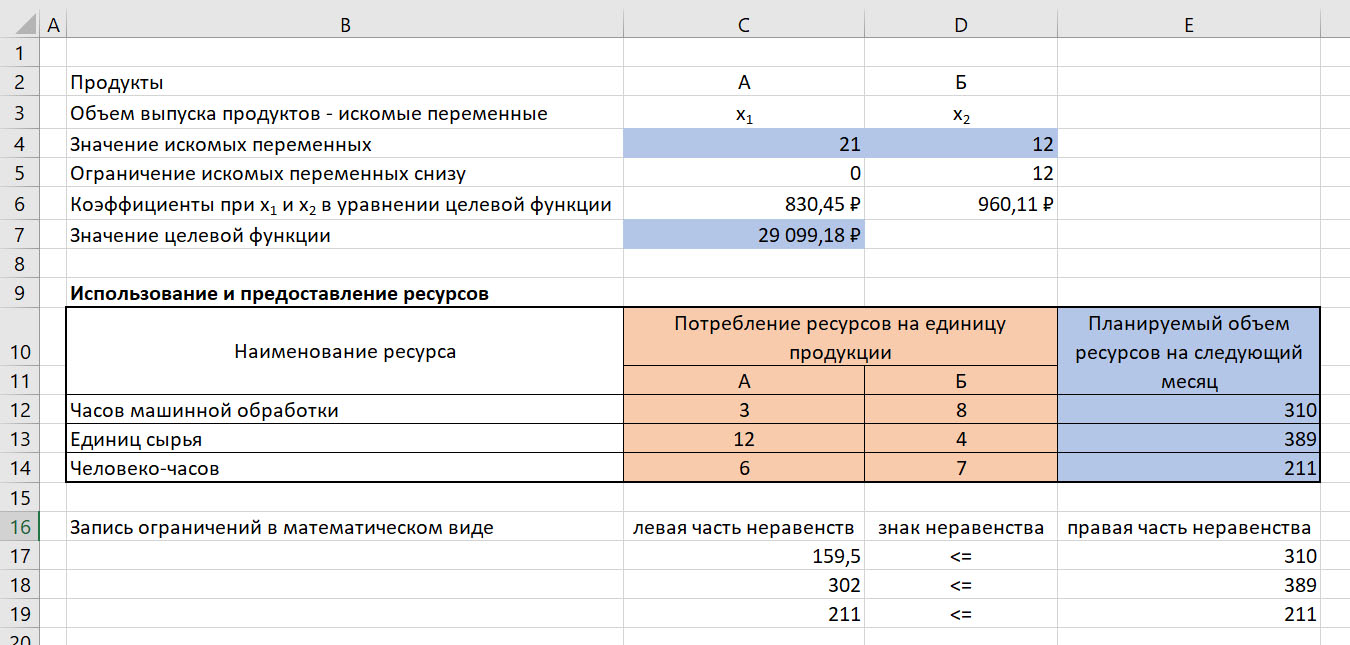 A B C D E
1
2 Продукты А Б
3 Объем выпуска продуктов - искомые переменные x₁ x₂
4 Значение искомых переменных 21 12
5 Ограничение искомых переменных снизу 0 12
6 Коэффициенты при x₁ и x₂ в уравнении целевой функции 830,45 ₽ 960,11 ₽
7 Значение целевой функции 29 099,18 ₽
8
9 Использование и предоставление ресурсов
10 Наименование ресурса Потребление ресурсов на единицу
продукции
Планируемый объем
ресурсов на следующий
месяц
11 А Б
12 Часов машинной обработки 3 8 310
13 Единиц сырья 12 4 389
14 Человеко-часов 6 7 211
15
16 Запись ограничений в математическом виде левая часть неравенств знак неравенства правая часть неравенства
17 159,5 <= 310
18 302 <= 389
19 211 <= 211
20